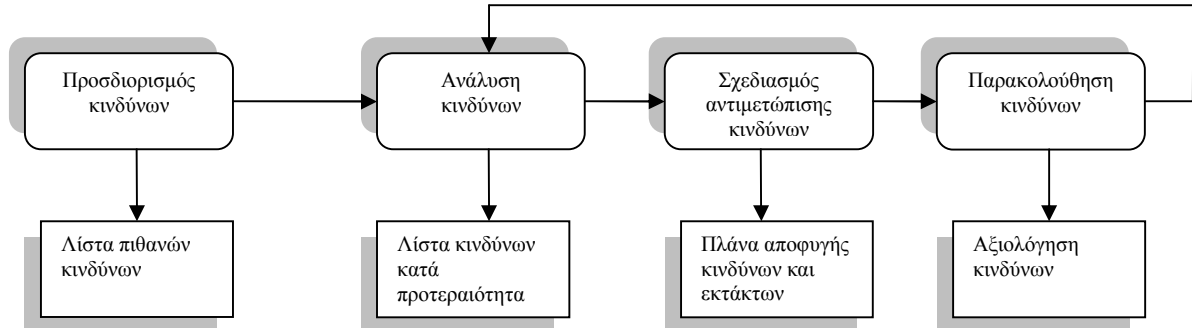 Προσδιορισμός
κινδύνων
Ανάλυση
κινδύνων
Σχεδιασμός
αντιμετώπισης
κινδύνων
Παρακολούθηση
κινδύνων
Λίστα πιθανών
κινδύνων
Λίστα κινδύνων
κατά
προτεραιότητα
Πλάνα αποφυγής
κινδύνων και
εκτάκτων
Αξιολόγηση
κινδύνων